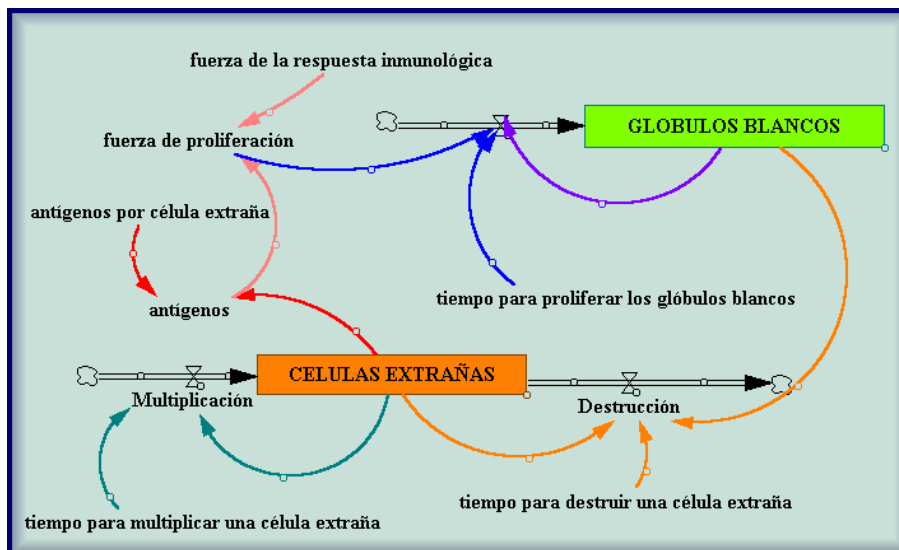 fuerza de la respuesta inmunológica
GLOBULOS BLANCOS
fuerza de proliferación
antígenos por célula extraña
tiempo para proliferar los glóbulos blancos
antígenos
CELULAS EXTRAÑAS
Multiplicación
Destrucción
tiempo para destruir una célula extraña
tiempo para multiplicar una célula extraña